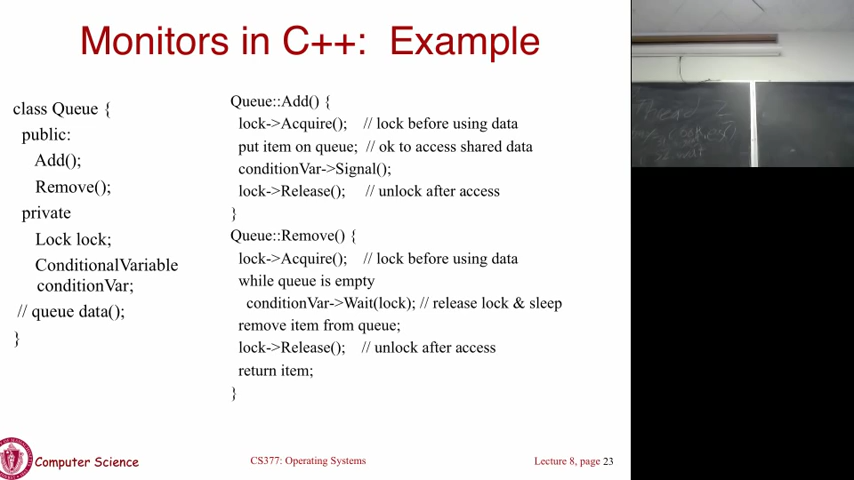 Monitors in C++: Example
class Queue {
public:
Add();
Remove();
private
Lock lock;
ConditionalVariable
conditionVar;
// queue data();
}
Queue::Add() {
lock->Acquire(); // lock before using data
put item on queue; // ok to access shared data
conditionVar->Signal();
lock->Release(); // unlock after access
}
Queue::Remove() {
lock->Acquire(); // lock before using data
while queue is empty
conditionVar->Wait(lock); // release lock & sleep
remove item from queue;
lock->Release(); // unlock after access
return item;
}
Computer Science
CS377: Operating Systems
Lecture 8, page 23